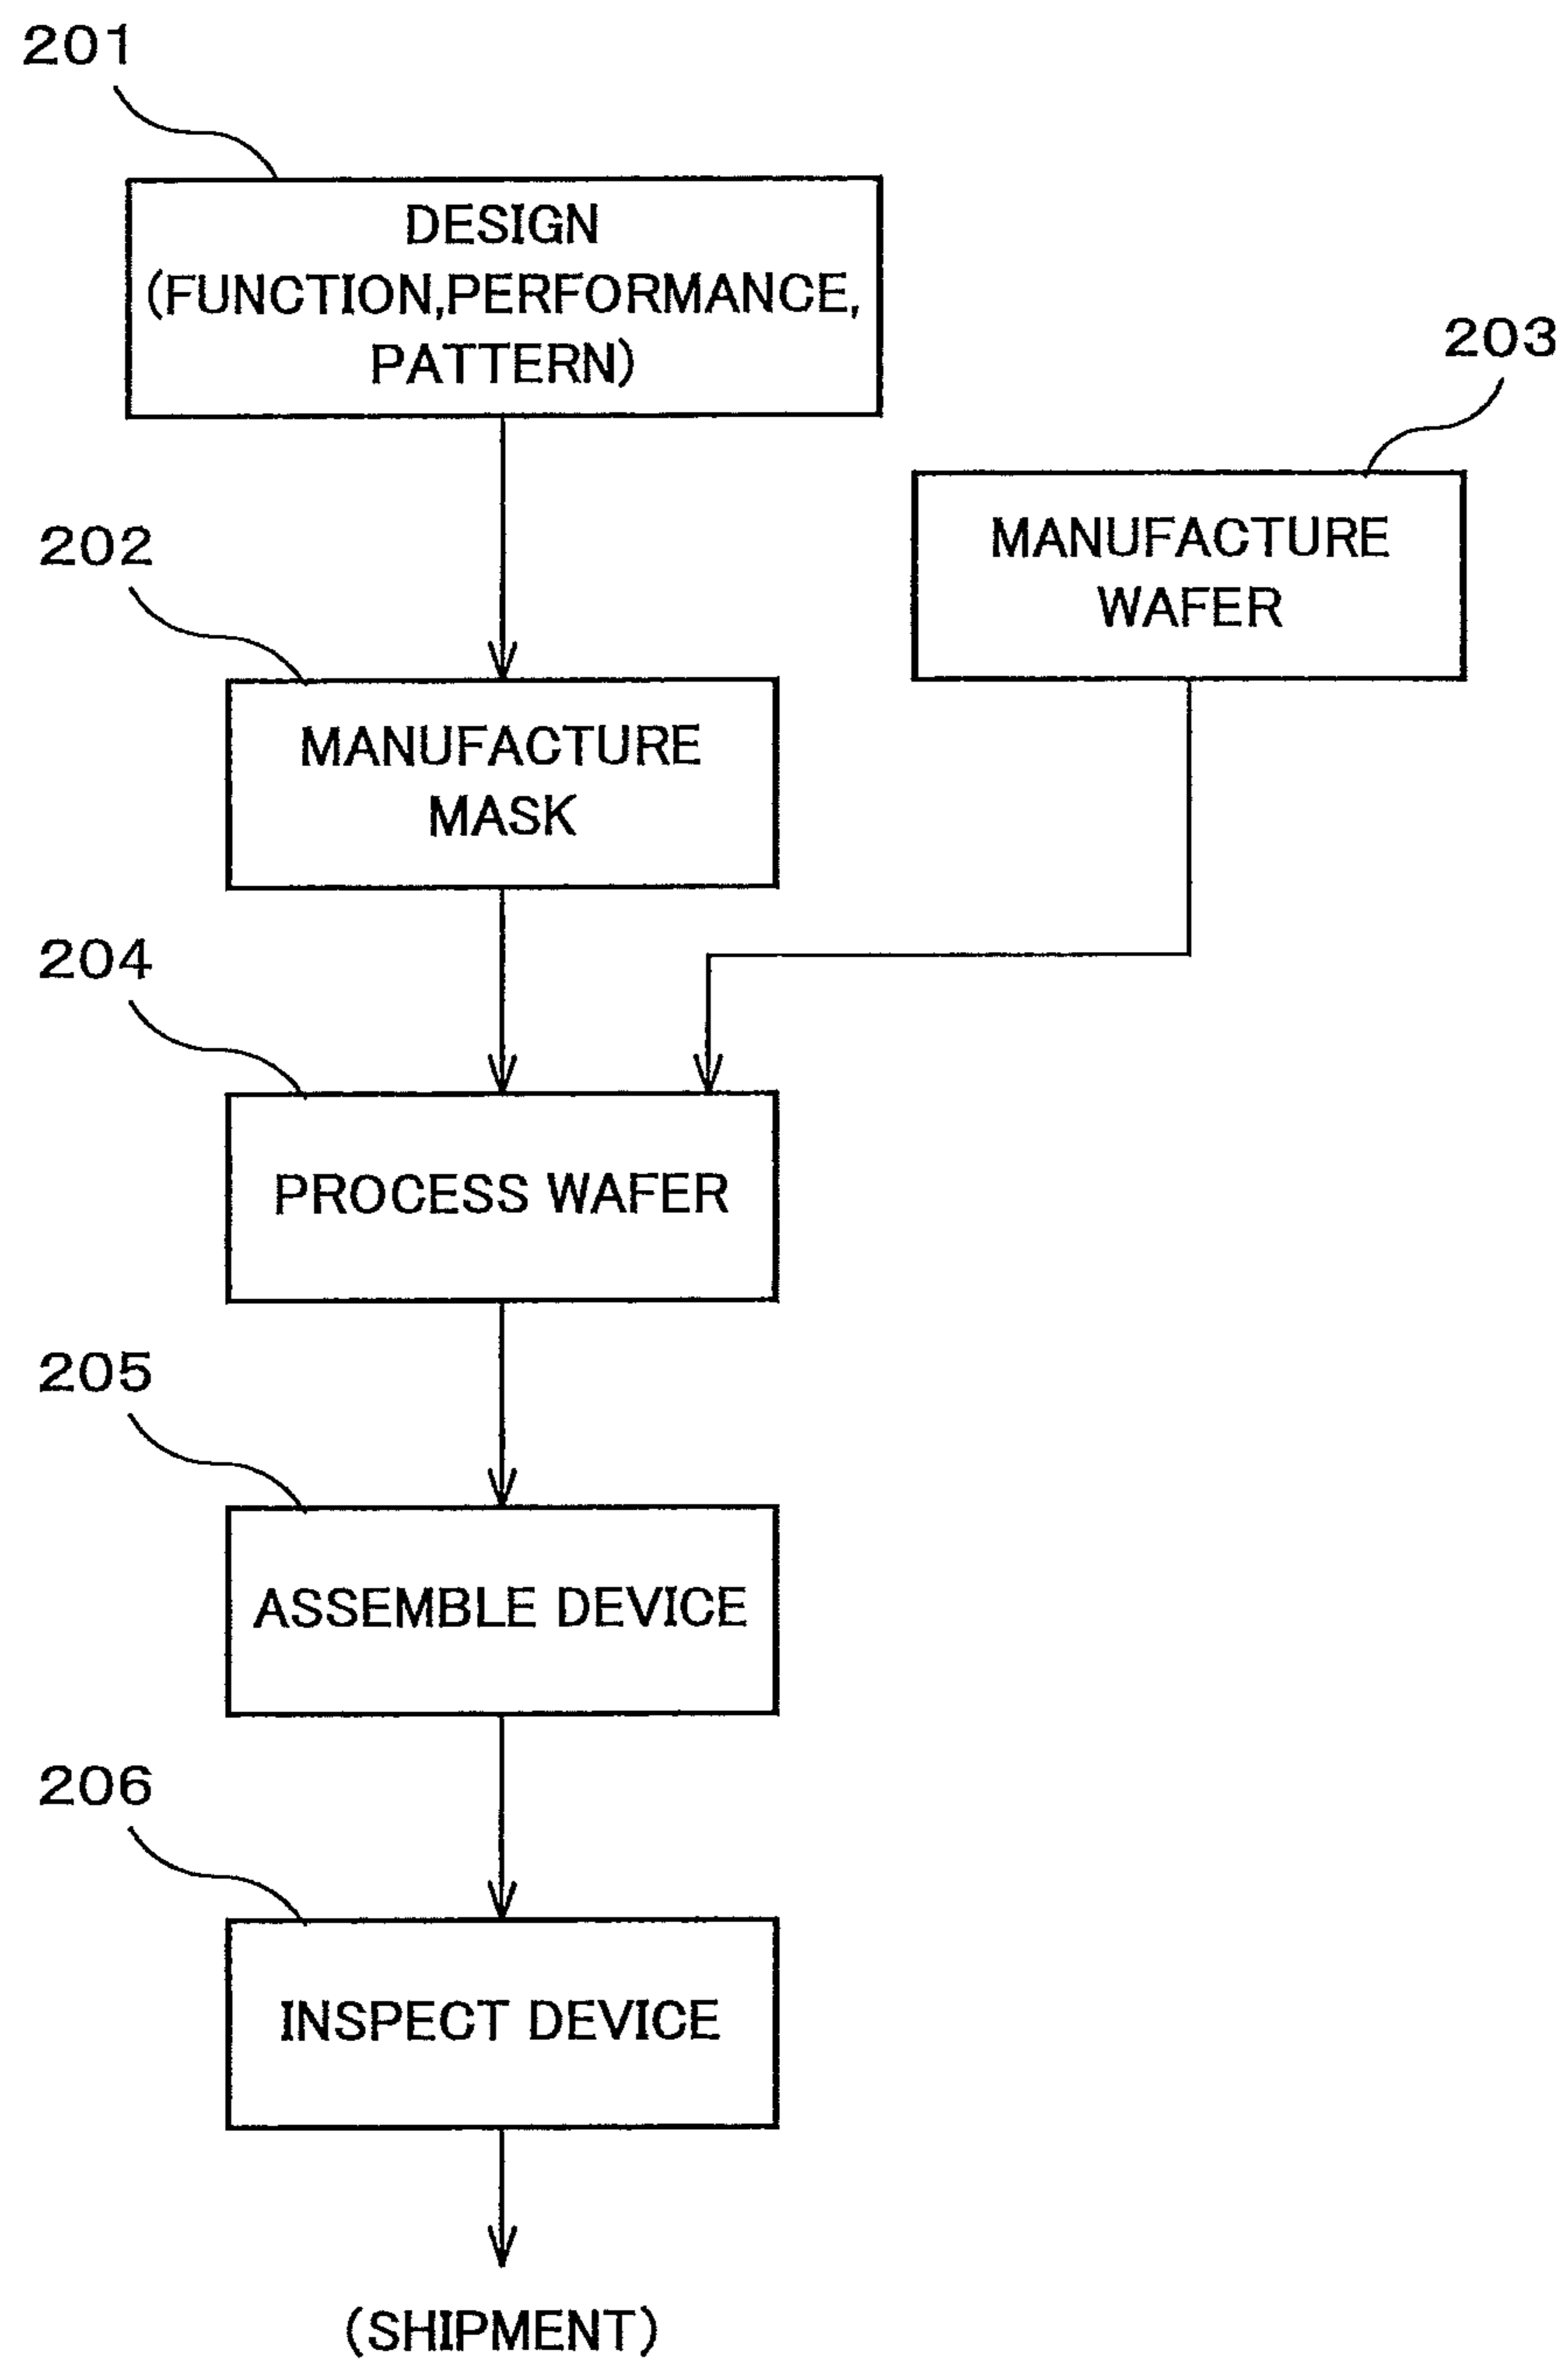 201
DESIGN
(FUNCTION,PERFORMANCE,
PATTERN)
203
MANUFACTURE
WAFER
202
MANUFACTURE
MASK
204
PROCESS WAFER
205
ASSEMBLE DEVICE
206
INSPECT DEVICE
(SHIPMENT)